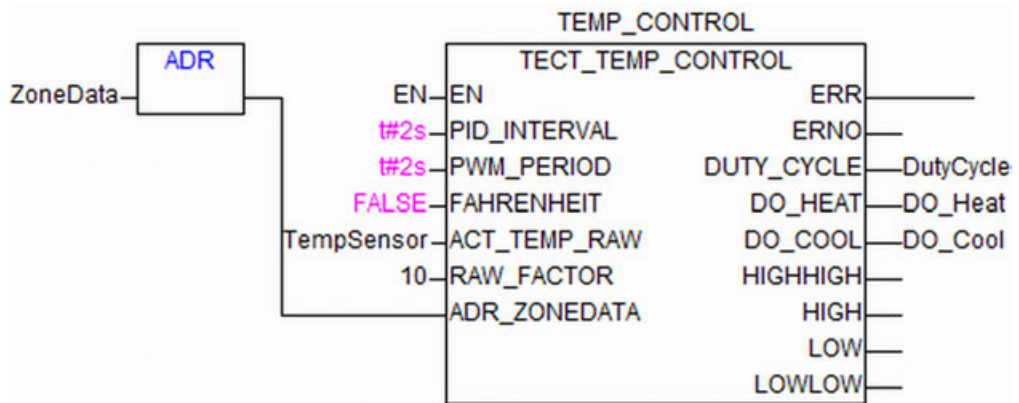 TEMP_CONTROL
ADR
TECT_TEMP_CONTROL
ZoneData
EN EN ERR
t#2s PID_INTERVAL ERNO
t#2s PWM_PERIOD DUTY_CYCLE DutyCycle
FALSE FAHRENHEIT DO_HEAT DO_Heat
TempSensor ACT_TEMP_RAW DO_COOL DO_Cool
10 RAW_FACTOR HIGHHIGH
ADR_ZONEDATA HIGH
LOW
LOWLOW